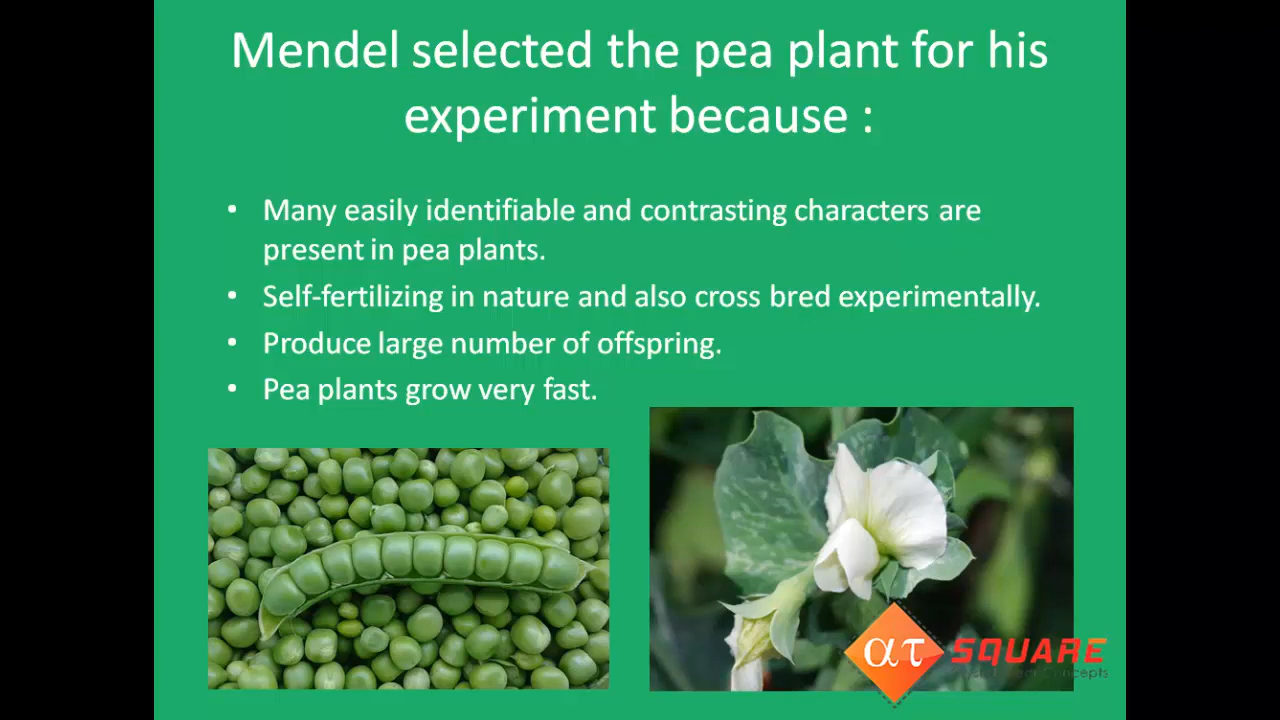 Mendel selected the pea plant for his
experiment because :
• Many easily identifiable and contrasting characters are
present in pea plants.
• Self-fertilizing in nature and also cross bred experimentally.
• Produce large number of offspring.
• Pea plants grow very fast.
ατ SQUARE